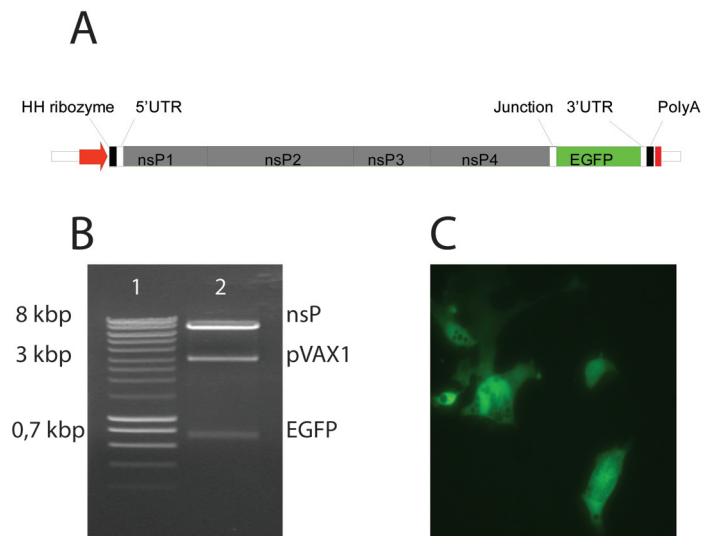 A
HH ribozyme 5'UTR Junction 3'UTR PolyA
nsP1 nsP2 nsP3 nsP4 EGFP
B C
1 2
8 kbp nsP
3 kbp pVAX1
0,7 kbp EGFP